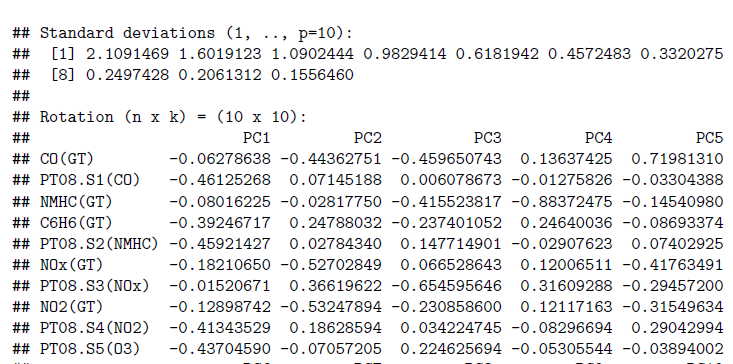 ## Standard deviations (1, .., p=10):
##  [1] 2.1091469 1.6019123 1.0902444 0.9829414 0.6181942 0.4572483 0.3320275
##  [8] 0.2497428 0.2061312 0.1556460
##
## Rotation (n x k) = (10 x 10):
##                       PC1         PC2          PC3         PC4         PC5
## CO(GT)        -0.06278638 -0.44362751 -0.459650743  0.13637425  0.71981310
## PT08.S1(CO)   -0.46125268  0.07145188  0.006078673 -0.01275826 -0.03304388
## NMHC(GT)      -0.08016225 -0.02817750 -0.415523817 -0.88372475 -0.14540980
## C6H6(GT)      -0.39246717  0.24788032 -0.237401052  0.24640036 -0.08693374
## PT08.S2(NMHC) -0.45921427  0.02784340  0.147714901 -0.02907623  0.07402925
## NOx(GT)       -0.18210650 -0.52702849  0.066528643  0.12006511 -0.41763491
## PT08.S3(NOx)  -0.01520671  0.36619622 -0.654595646  0.31609288 -0.29457200
## NO2(GT)       -0.12898742 -0.53247894 -0.230858600  0.12117163 -0.31549634
## PT08.S4(NO2)  -0.41343529  0.18628594  0.034224745 -0.08296694  0.29042994
## PT08.S5(O3)   -0.43704590 -0.07057205  0.224625694 -0.05305544 -0.03894002